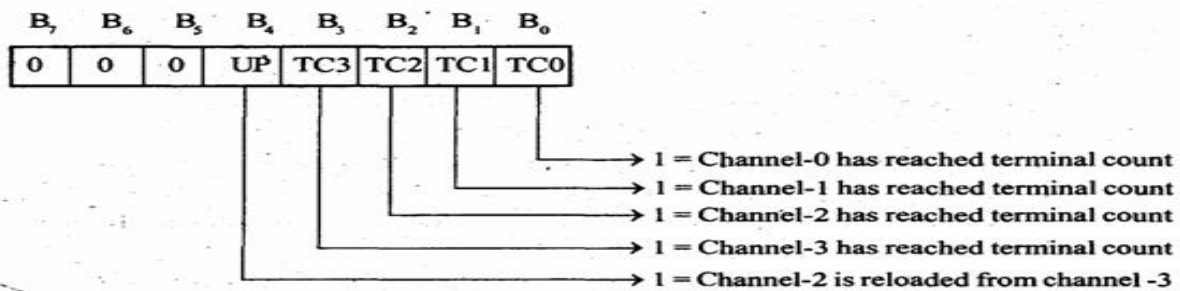 B₇ B₆ B₅ B₄ B₃ B₂ B₁ B₀
0 0 0 UP TC3 TC2 TC1 TC0
1 = Channel-0 has reached terminal count
1 = Channel-1 has reached terminal count
1 = Channel-2 has reached terminal count
1 = Channel-3 has reached terminal count
1 = Channel-2 is reloaded from channel -3